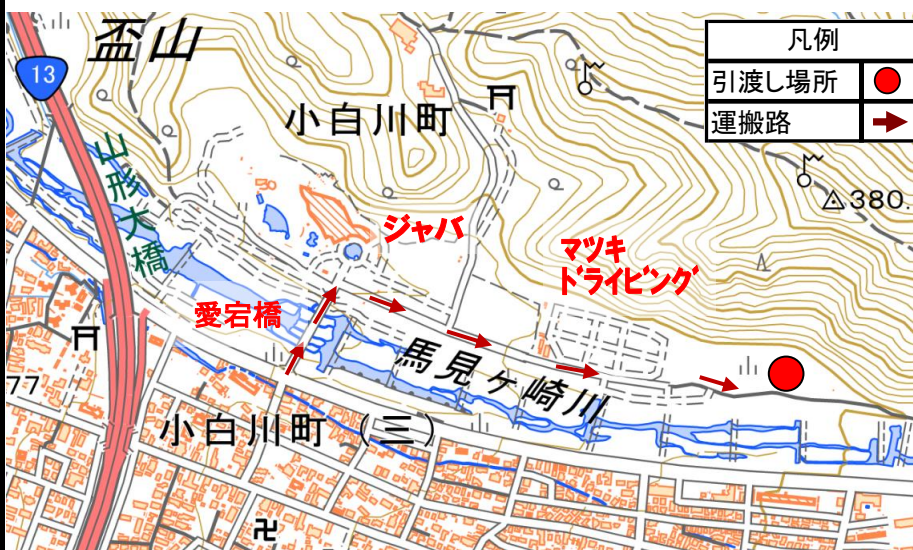 盃山
13
小白川町
山形大橋
ジャバ
マツキ
ドライビング
愛宕橋
馬見ヶ崎川
小白川町(三)
77
380.
凡例
引渡し場所
運搬路